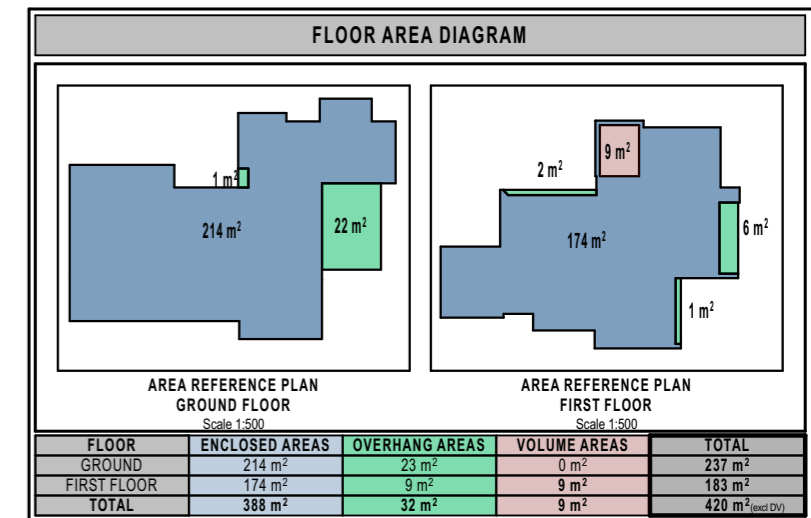 FLOOR AREA DIAGRAM
1 m²
214 m²
22 m²
AREA REFERENCE PLAN
GROUND FLOOR
Scale 1:500
9 m²
2 m²
174 m²
6 m²
1 m²
AREA REFERENCE PLAN
FIRST FLOOR
Scale 1:500
FLOOR ENCLOSED AREAS OVERHANG AREAS VOLUME AREAS TOTAL
GROUND 214 m² 23 m² 0 m² 237 m²
FIRST FLOOR 174 m² 9 m² 9 m² 183 m²
TOTAL 388 m² 32 m² 9 m² 420 m²(excl DV)